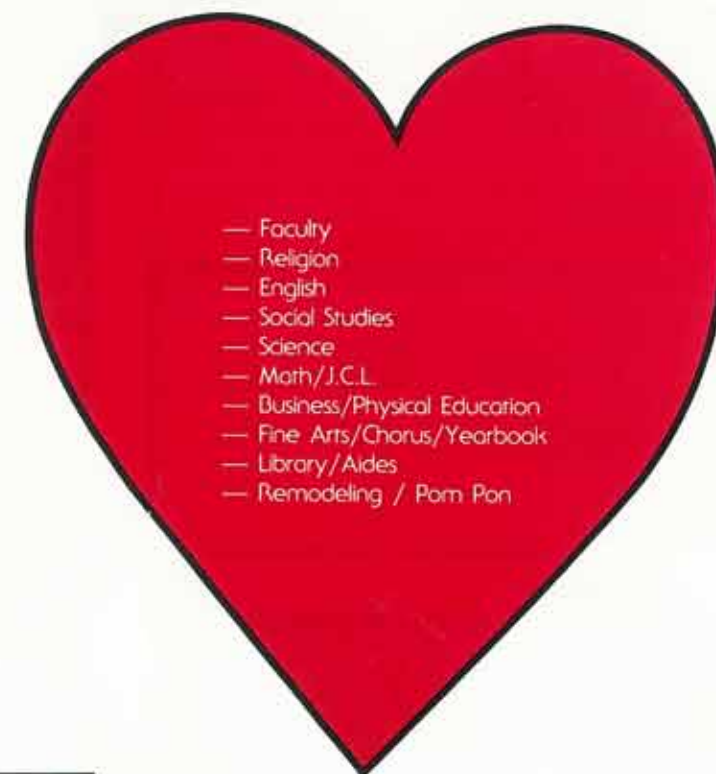 — Faculty
— Religion
— English
— Social Studies
— Science
— Math/J.C.L.
— Business/Physical Education
— Fine Arts/Chorus/Yearbook
— Library/Aides
— Remodeling / Pom Pon